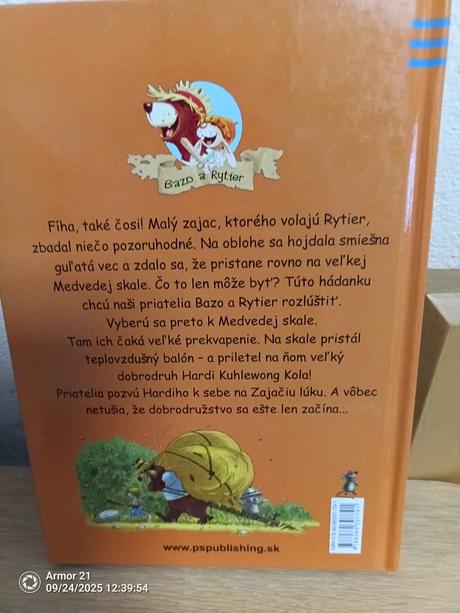 Bazo a Rytier
Fíha, také čosi! Malý zajac, ktorého volajú Rytier,
zbadal niečo pozoruhodné. Na oblohe sa hojdala smiešna
guľatá vec a zdalo sa, že pristane rovno na veľkej
Medvedej skale. Čo to len môže byť? Túto hádanku
chcú naši priatelia Bazo a Rytier rozlúštiť.
Vyberú sa preto k Medvedej skale.
Tam ich čaká veľké prekvapenie. Na skale pristál
teplovzdušný balón – a priletel na ňom veľký
dobrodruh Hardi Kuhlewong Kola!
Priatelia pozvú Hardiho k sebe na Zajačiu lúku. A vôbec
netušia, že dobrodružstvo sa ešte len začína...
www.pspublishing.sk
Armor 21
09/24/2025 12:39:54